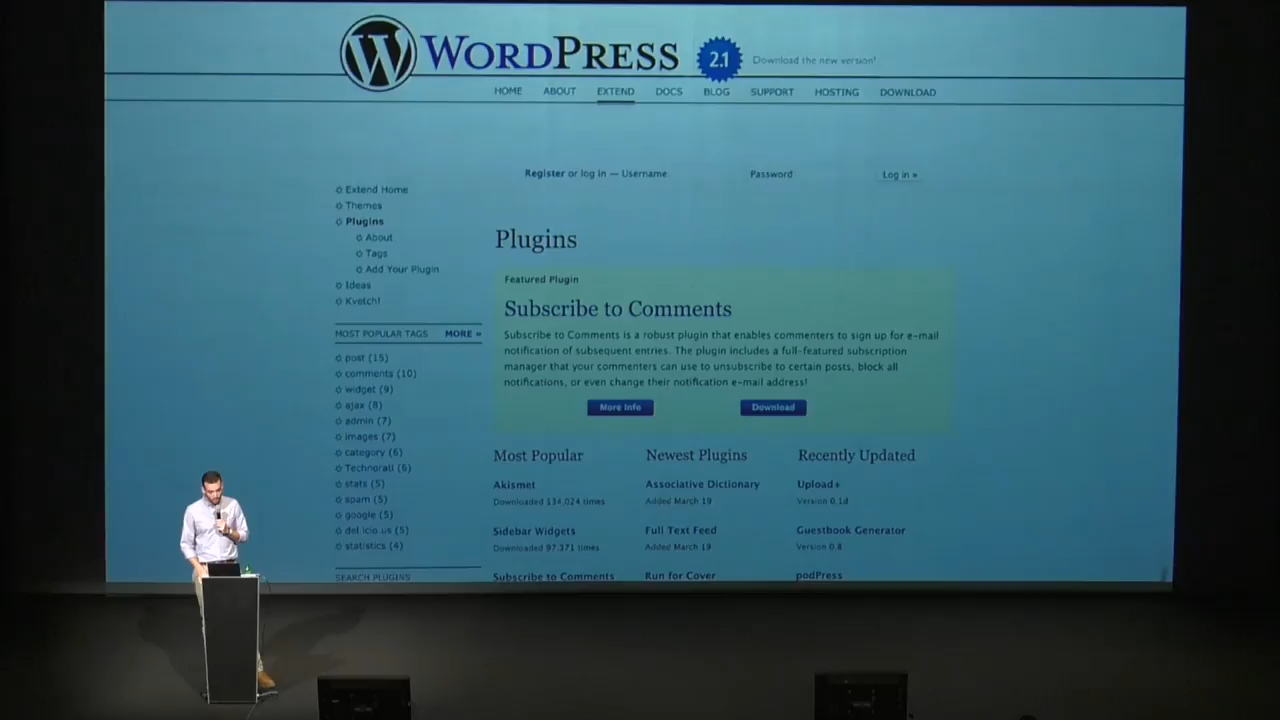 WORDPRESS 2.1 Download the new version!
HOME ABOUT EXTEND DOCS BLOG SUPPORT HOSTING DOWNLOAD
Register or log in — Username Password Log in »
Extend Home
Themes
Plugins
About
Tags
Add Your Plugin
Ideas
Kvetch!
MOST POPULAR TAGS MORE »
post (15)
comments (10)
widget (9)
ajax (8)
admin (7)
images (7)
category (6)
Technorati (6)
stats (5)
spam (5)
google (5)
del.icio.us (5)
statistics (4)
SEARCH PLUGINS
Plugins
Featured Plugin
Subscribe to Comments
Subscribe to Comments is a robust plugin that enables commenters to sign up for e-mail
notification of subsequent entries. The plugin includes a full-featured subscription
manager that your commenters can use to unsubscribe to certain posts, block all
notifications, or even change their notification e-mail address!
More Info Download
Most Popular
Akismet
Downloaded 134,024 times
Sidebar Widgets
Downloaded 97,371 times
Subscribe to Comments
Newest Plugins
Associative Dictionary
Added March 19
Full Text Feed
Added March 19
Run for Cover
Recently Updated
Upload+
Version 0.1d
Guestbook Generator
Version 0.8
podPress